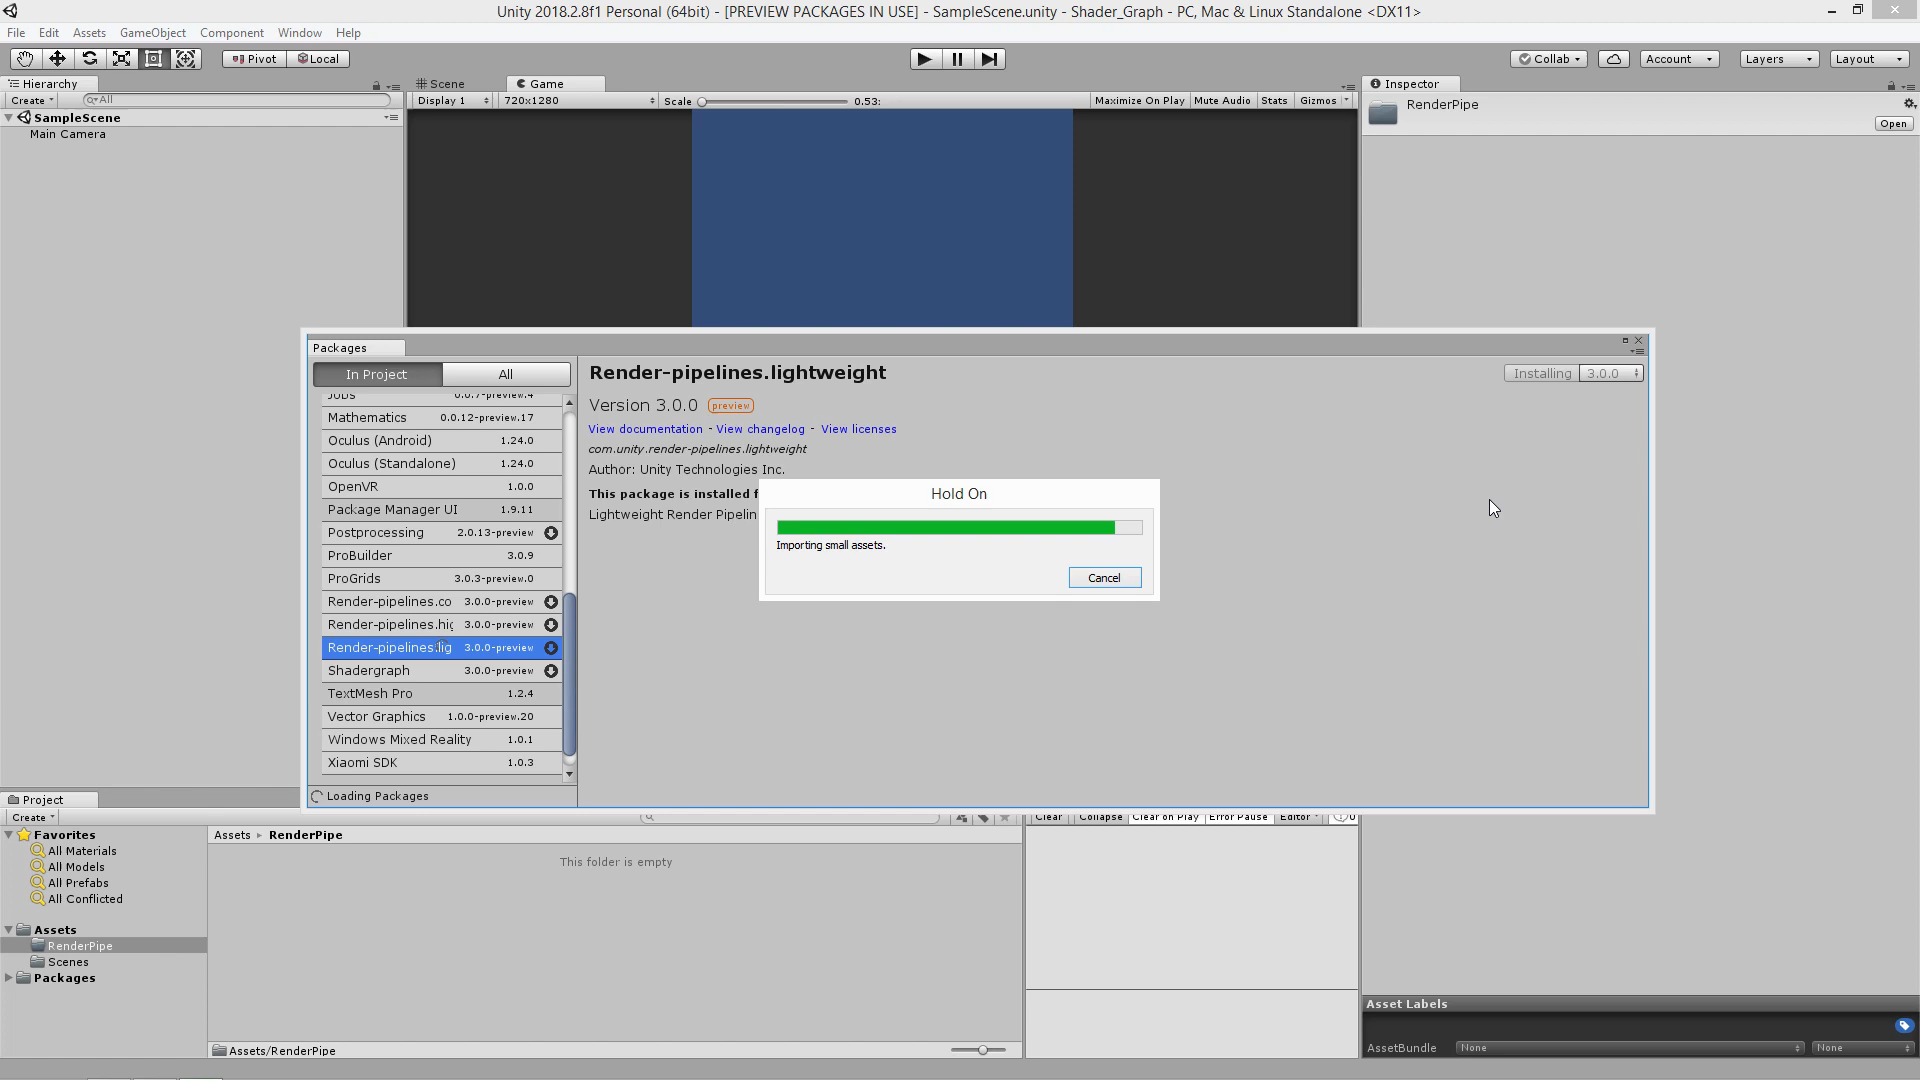 Unity 2018.2.8f1 Personal (64bit) - [PREVIEW PACKAGES IN USE] - SampleScene.unity - Shader_Graph - PC, Mac & Linux Standalone <DX11>
File Edit Assets GameObject Component Window Help
Pivot Local Collab Account Layers Layout
Hierarchy
Create All
SampleScene
Main Camera
Scene Game
Display 1 720x1280 Scale 0.53: Maximize On Play Mute Audio Stats Gizmos
Inspector
RenderPipe
Open
Packages
In Project All
Jobs 0.0.7-preview.4
Mathematics 0.0.12-preview.17
Oculus (Android) 1.24.0
Oculus (Standalone) 1.24.0
OpenVR 1.0.0
Package Manager UI 1.9.11
Postprocessing 2.0.13-preview
ProBuilder 3.0.9
ProGrids 3.0.3-preview.0
Render-pipelines.co 3.0.0-preview
Render-pipelines.hig 3.0.0-preview
Render-pipelines.lig 3.0.0-preview
Shadergraph 3.0.0-preview
TextMesh Pro 1.2.4
Vector Graphics 1.0.0-preview.20
Windows Mixed Reality 1.0.1
Xiaomi SDK 1.0.3
Loading Packages
Render-pipelines.lightweight
Installing 3.0.0
Version 3.0.0 preview
View documentation - View changelog - View licenses
com.unity.render-pipelines.lightweight
Author: Unity Technologies Inc.
This package is installed f
Lightweight Render Pipelin
Hold On
Importing small assets.
Cancel
Project
Create
Favorites
All Materials
All Models
All Prefabs
All Conflicted
Assets
RenderPipe
Scenes
Packages
Assets RenderPipe
This folder is empty
Assets/RenderPipe
Clear Collapse Clear on Play Error Pause Editor 0
Asset Labels
AssetBundle None None